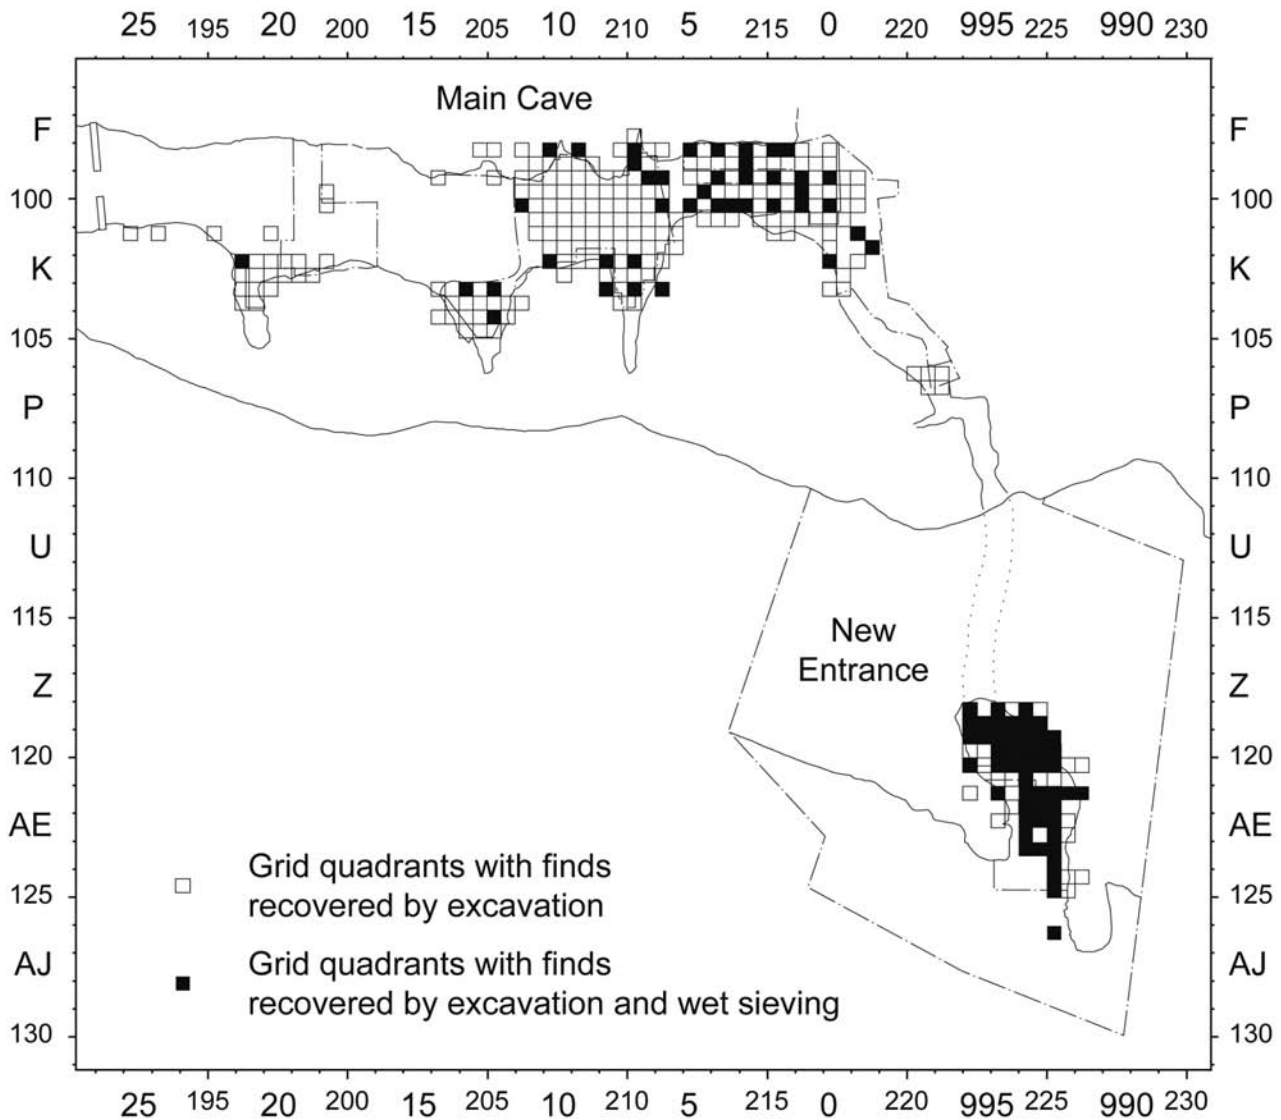 25 195 20 200 15 205 10 210 5 215 0 220 995 225 990 230
Main Cave
F F
100 100
K K
105 105
P P
110 110
U U
115 115
New
Entrance
Z Z
120 120
AE AE
Grid quadrants with finds
recovered by excavation
125 125
Grid quadrants with finds
recovered by excavation and wet sieving
AJ AJ
130 130
25 195 20 200 15 205 10 210 5 215 0 220 995 225 990 230